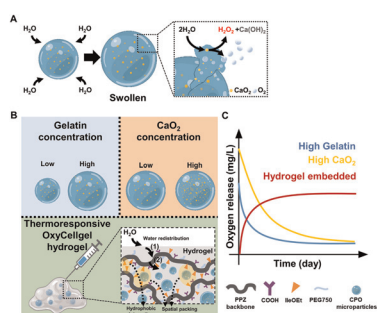 A
H₂O
H₂O
H₂O
H₂O
Swollen
2H₂O
H₂O₂ +Ca(OH)₂
CaO₂
O₂
B
Gelatin
concentration
Low
High
CaO₂
concentration
Low
High
Thermoresponsive
OxyCellgel
hydrogel
H₂O
Water redistribution
(1)
(2)
Hydrogel
Hydrophobic
Spatial packing
C
Oxygen release (mg/L)
High Gelatin
High CaO₂
Hydrogel embedded
Time (day)
PPZ
backbone
COOH
IleOEt
PEG750
CPO
microparticles